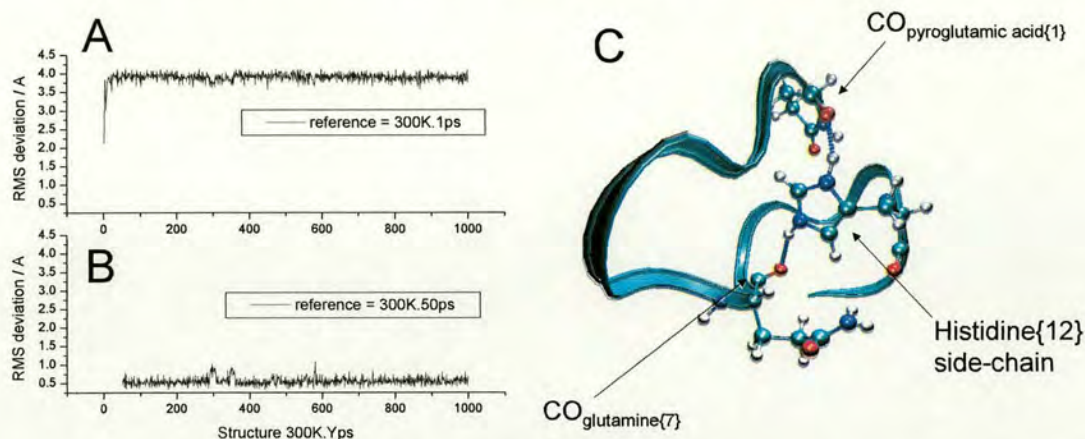 A
4.5
4.0
3.5
3.0
2.5
2.0
1.5
1.0
0.5
RMS deviation / A
reference = 300K.1ps
0
200
400
600
800
1000
B
4.5
4.0
3.5
3.0
2.5
2.0
1.5
1.0
0.5
RMS deviation / A
reference = 300K.50ps
0
200
400
600
800
1000
Structure 300K.Yps
C
COpyroglutamic acid{1}
Histidine{12}
side-chain
COglutamine{7}